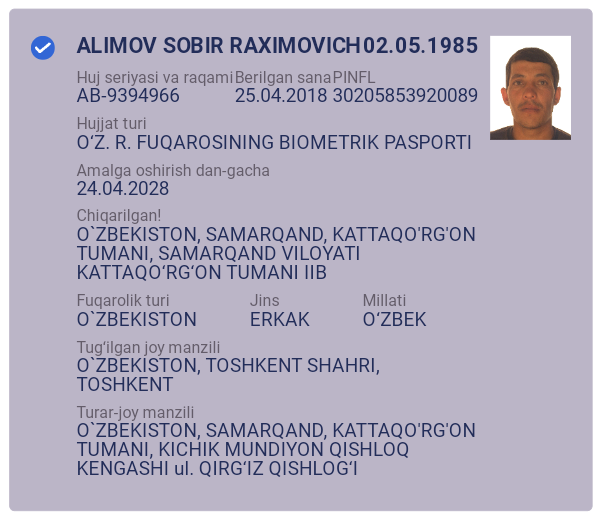 ALIMOV SOBIR RAXIMOVICH 02.05.1985
Huj seriyasi va raqami Berilgan sana PINFL
AB-9394966 25.04.2018 30205853920089
Hujjat turi
O‘Z. R. FUQAROSINING BIOMETRIK PASPORTI
Amalga oshirish dan-gacha
24.04.2028
Chiqarilgan!
O`ZBEKISTON, SAMARQAND, KATTAQO'RG'ON
TUMANI, SAMARQAND VILOYATI
KATTAQO‘RG‘ON TUMANI IIB
Fuqarolik turi Jins Millati
O`ZBEKISTON ERKAK O‘ZBEK
Tug‘ilgan joy manzili
O`ZBEKISTON, TOSHKENT SHAHRI,
TOSHKENT
Turar-joy manzili
O`ZBEKISTON, SAMARQAND, KATTAQO'RG'ON
TUMANI, KICHIK MUNDIYON QISHLOQ
KENGASHI ul. QIRG‘IZ QISHLOG‘I